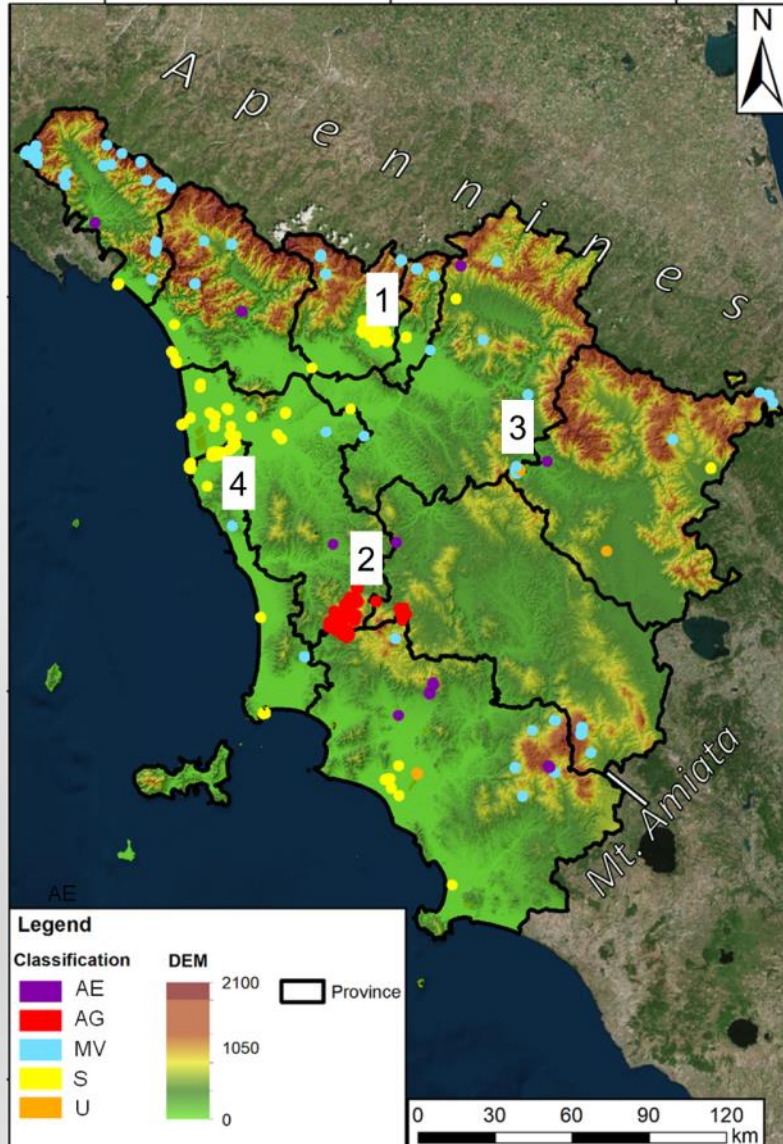 N
Apennines
1
3
4
2
Mt. Amiata
AE
Legend
Classification
DEM
AE
AG
MV
S
U
2100
1050
0
Province
0 30 60 90 120
km